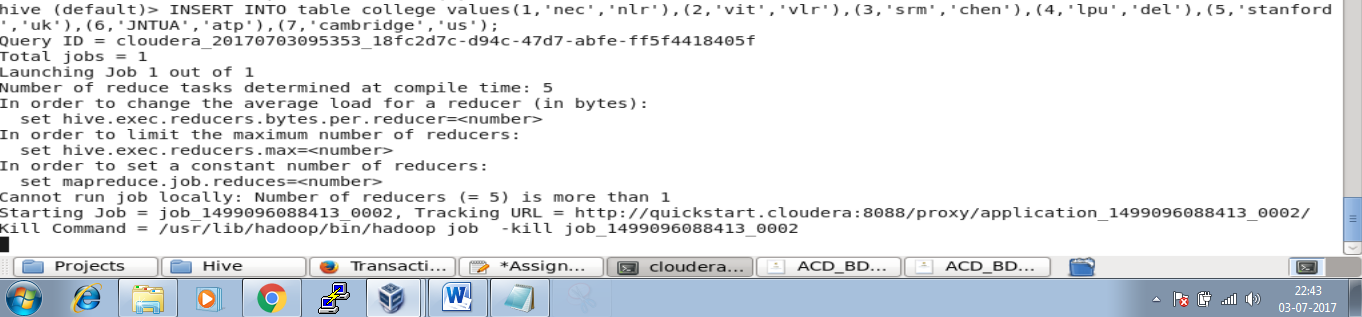 hive (default)> INSERT INTO table college values(1,'nec','nlr'),(2,'vit','vlr'),(3,'srm','chen'),(4,'lpu','del'),(5,'stanford
','uk'),(6,'JNTUA','atp'),(7,'cambridge','us');
Query ID = cloudera_20170703095353_18fc2d7c-d94c-47d7-abfe-ff5f4418405f
Total jobs = 1
Launching Job 1 out of 1
Number of reduce tasks determined at compile time: 5
In order to change the average load for a reducer (in bytes):
  set hive.exec.reducers.bytes.per.reducer=<number>
In order to limit the maximum number of reducers:
  set hive.exec.reducers.max=<number>
In order to set a constant number of reducers:
  set mapreduce.job.reduces=<number>
Cannot run job locally: Number of reducers (= 5) is more than 1
Starting Job = job_1499096088413_0002, Tracking URL = http://quickstart.cloudera:8088/proxy/application_1499096088413_0002/
Kill Command = /usr/lib/hadoop/bin/hadoop job  -kill job_1499096088413_0002
Projects Hive Transacti... *Assign... cloudera... ACD_BD... ACD_BD...
22:43
03-07-2017